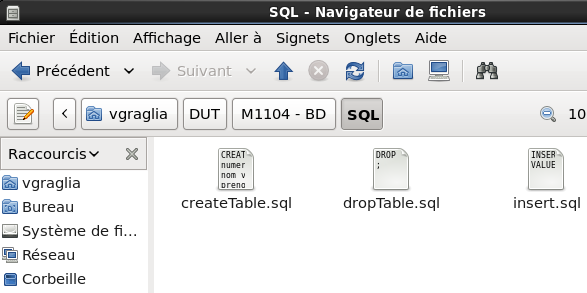 SQL - Navigateur de fichiers
Fichier Édition Affichage Aller à Signets Onglets Aide
Précédent Suivant
vgraglia DUT M1104 - BD SQL 10
Raccourcis
vgraglia
Bureau
Système de fi...
Réseau
Corbeille
CREAT
numer
nom v
preno
createTable.sql
DROP
;
dropTable.sql
INSER
VALUE
insert.sql